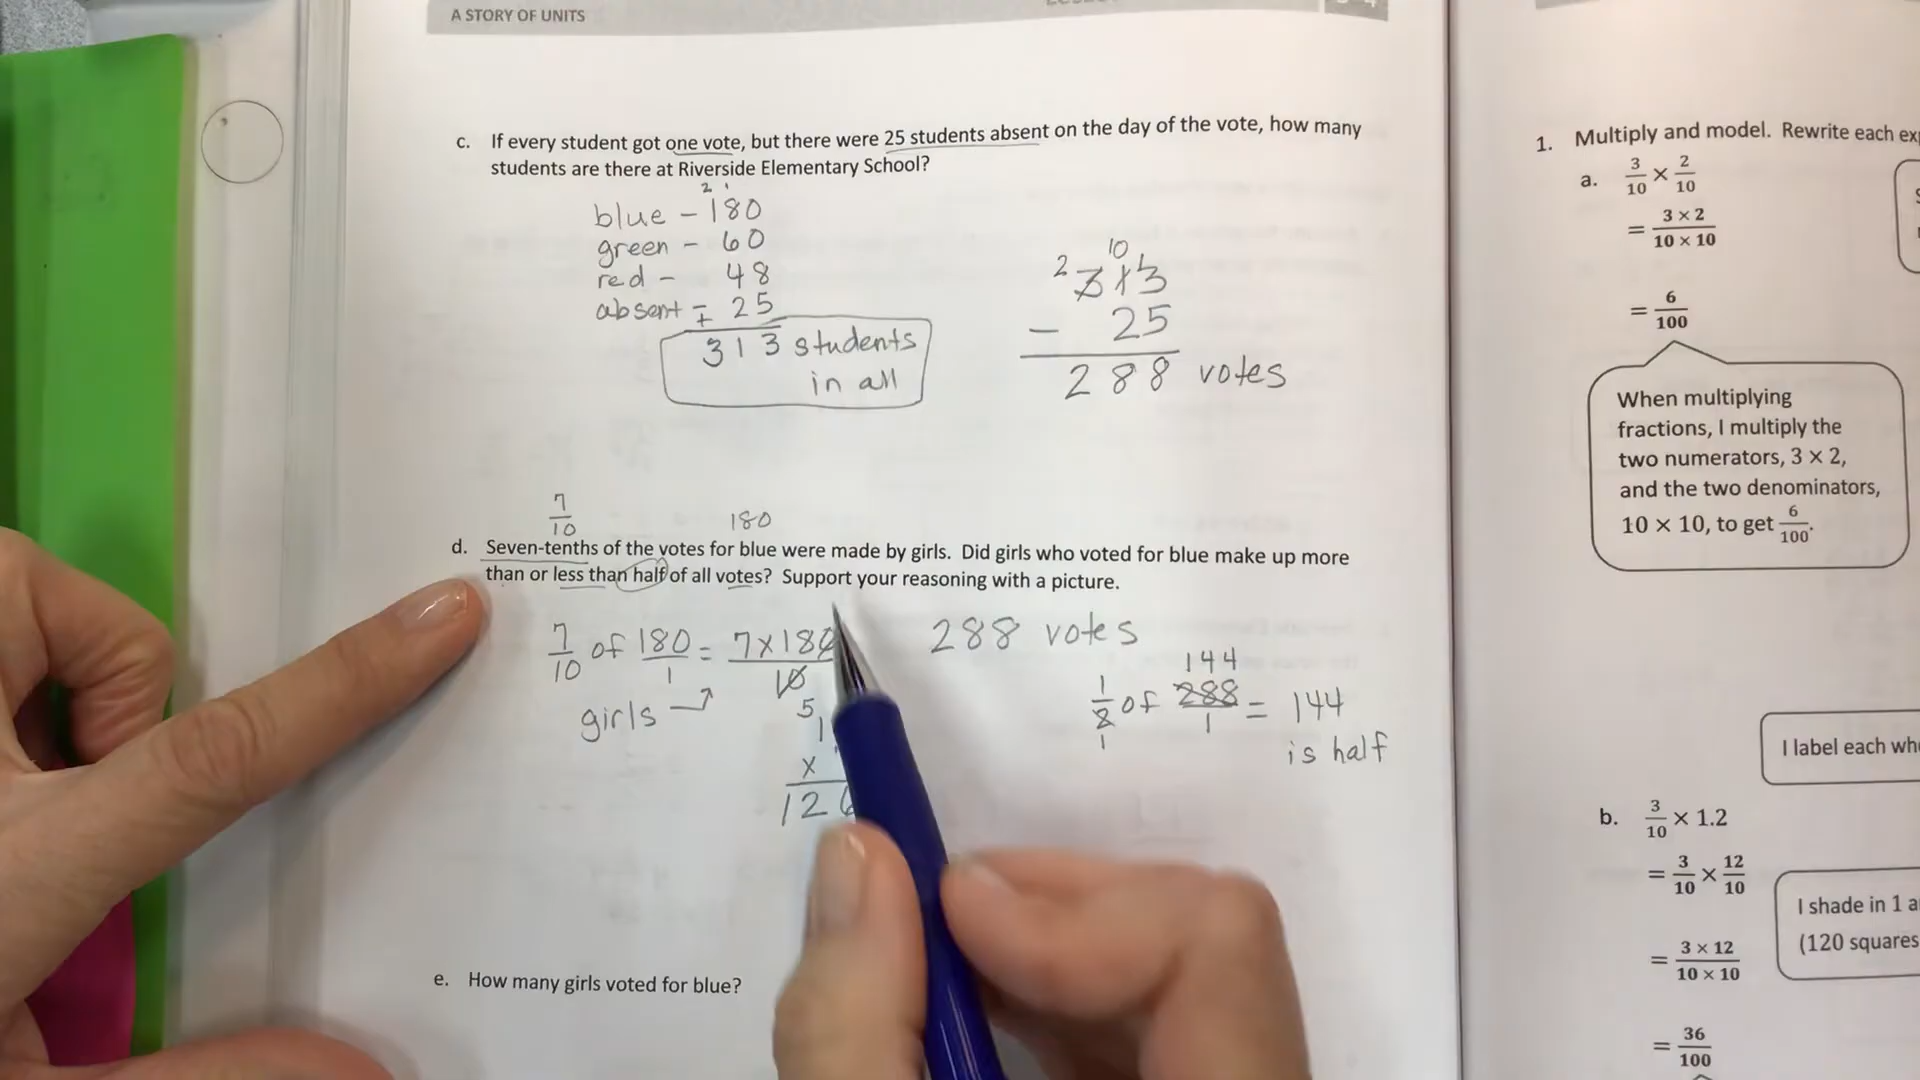 A STORY OF UNITS
c. If every student got one vote, but there were 25 students absent on the day of the vote, how many
students are there at Riverside Elementary School?
2 1
blue - 180
green - 60
red - 48
absent - 25
+
313 students
in all
10
2 313
- 25
288 votes
7/10
180
d. Seven-tenths of the votes for blue were made by girls. Did girls who voted for blue make up more
than or less than half of all votes? Support your reasoning with a picture.
7/10 of 180/1 = 7x180/10
girls
5
1
x
12
288 votes
144
1/2 of 288/1 = 144
1
is half
e. How many girls voted for blue?
1. Multiply and model. Rewrite each
a. 3/10 × 2/10
= 3 × 2/10 × 10
= 6/100
When multiplying
fractions, I multiply the
two numerators, 3 × 2,
and the two denominators,
10 × 10, to get 6/100.
I label each
b. 3/10 × 1.2
= 3/10 × 12/10
= 3 × 12/10 × 10
= 36/100
I shade in 1
(120 squares